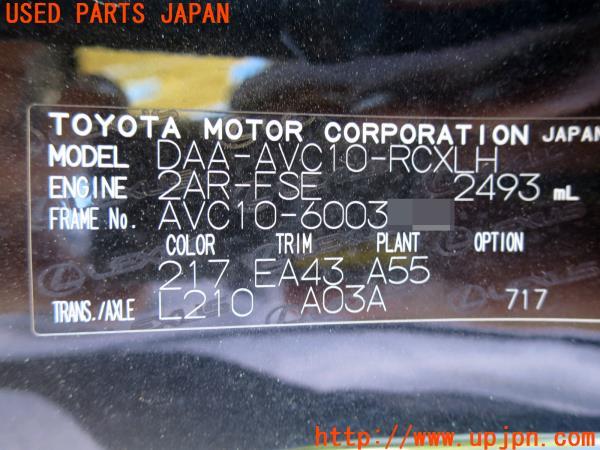 USED PARTS JAPAN
TOYOTA MOTOR CORPORATION JAPAN
MODEL DAA-AVC10-RCXLH
ENGINE 2AR-FSE 2493 mL
FRAME No. AVC10-6003
COLOR TRIM PLANT OPTION
217 EA43 A55
TRANS./AXLE L210 A03A 717
http://www.upjpn.com